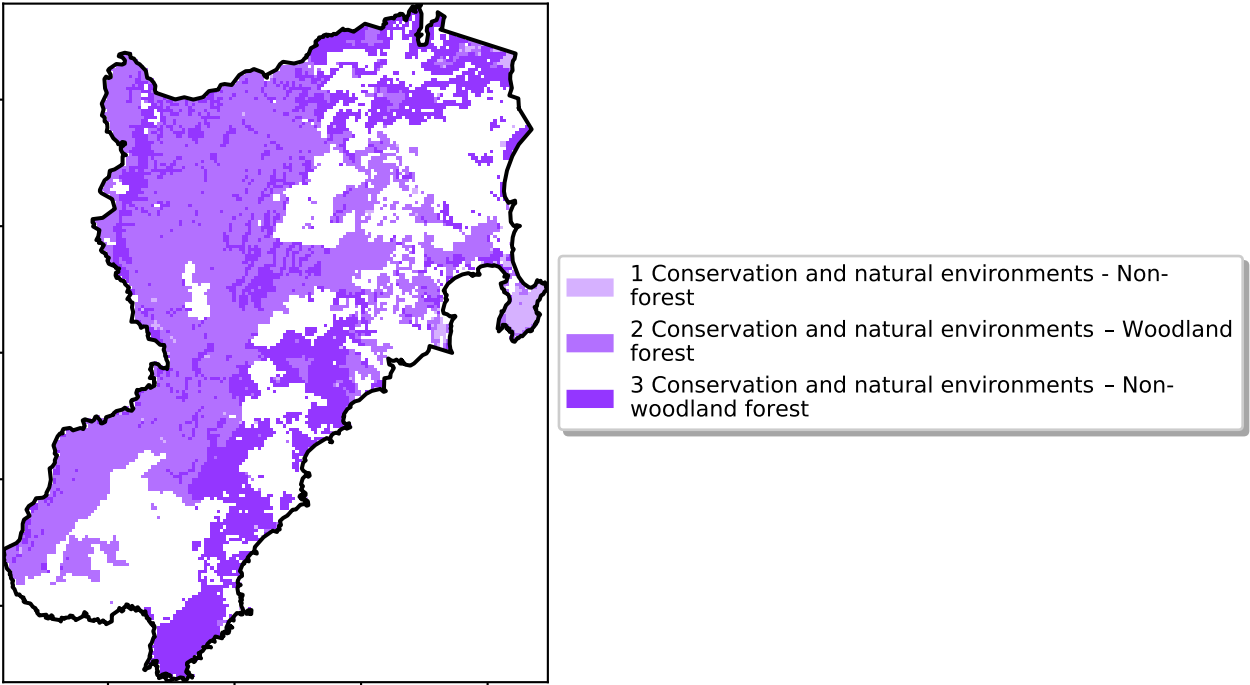 1 Conservation and natural environments - Non-
forest
2 Conservation and natural environments – Woodland
forest
3 Conservation and natural environments – Non-
woodland forest